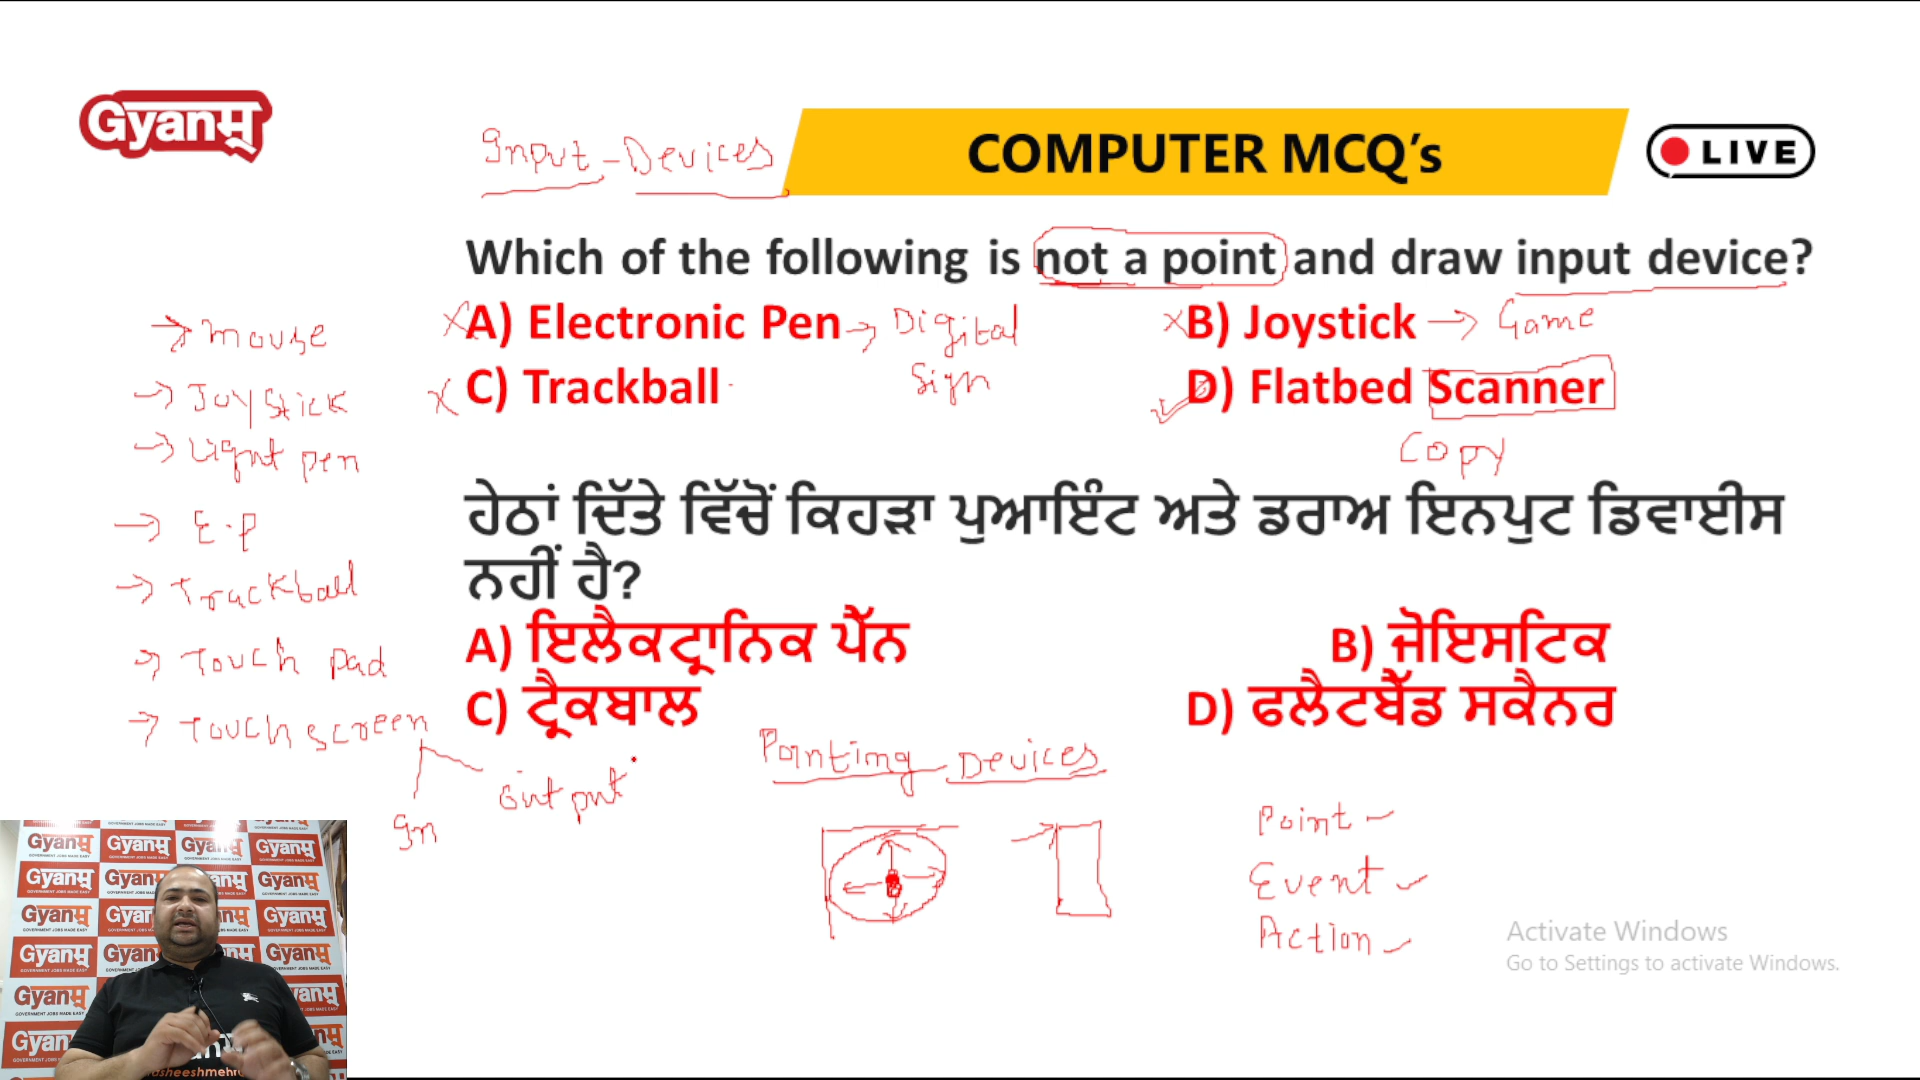 Gyanਸ੍ਰ
Input-Devices
COMPUTER MCQ's
LIVE
Which of the following is not a point and draw input device?
A) Electronic Pen → Digital Sign
B) Joystick → Game
C) Trackball
D) Flatbed Scanner
Copy
→ Mouse
→ Joystick
→ Light pen
→ E.P
→ Trackball
→ Touch Pad
→ Touch screen
In
output
ਹੇਠਾਂ ਦਿੱਤੇ ਵਿੱਚੋਂ ਕਿਹੜਾ ਪੁਆਇੰਟ ਅਤੇ ਡਰਾਅ ਇਨਪੁਟ ਡਿਵਾਈਸ
ਨਹੀਂ ਹੈ?
A) ਇਲੈਕਟ੍ਰਾਨਿਕ ਪੈੱਨ
B) ਜੋਇਸਟਿਕ
C) ਟ੍ਰੈਕਬਾਲ
D) ਫਲੈਟਬੈੱਡ ਸਕੈਨਰ
Devices
Point
Event
Action
Activate Windows
Go to Settings to activate Windows.